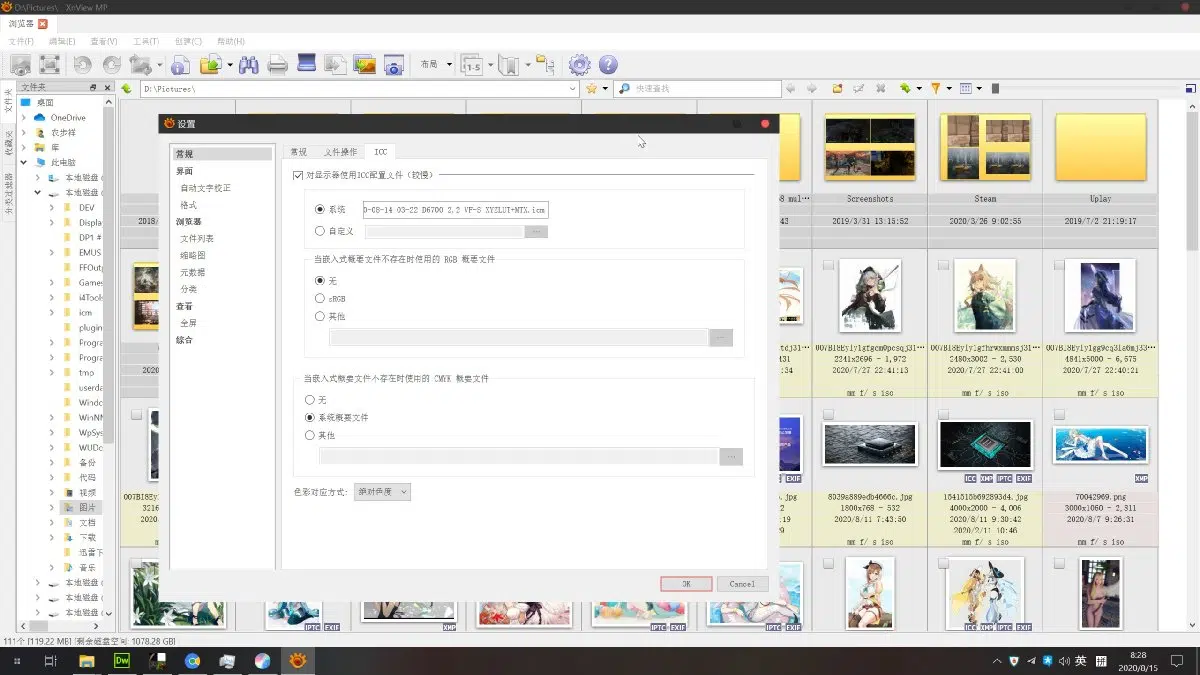 D:\Pictures\ - XnView MP
浏览器
文件(F) 编辑(E) 查看(V) 工具(T) 创建(C) 帮助(H)
布局
文件夹
D:\Pictures\
快速查找
文件夹
收藏夹
分类过滤器
桌面
OneDrive
农步祥
库
此电脑
本地磁盘 (
本地磁盘 (
DEV
Displa
DP1 #
EMUS
FFOut
Game
i4Tools
icm
plugin
Progra
Progra
tmp
userda
Windo
WinNT
WpSys
WUDo
备份
代码
视频
图片
文档
下载
迅雷下
音乐
本地磁盘 (
本地磁盘 (
本地磁盘 (
设置
常规
界面
自动文字校正
格式
浏览器
文件列表
缩略图
元数据
分类
查看
全屏
综合
常规 文件操作 ICC
对显示器使用ICC配置文件 (较慢)
系统 0-08-14 03-22 D6700 2.2 VF-S XYZLUT+MTX.icm
自定义
当嵌入式概要文件不存在时使用的 RGB 概要文件
无
sRGB
其他
当嵌入式概要文件不存在时使用的 CMYK 概要文件
无
系统概要文件
其他
色彩对应方式: 绝对色度
OK Cancel
Screenshots
2019/3/31 13:15:52
Steam
2020/3/26 9:02:55
Uplay
2019/7/2 21:19:17
2241x2696 - 1,972
2020/7/27 22:41:13
mm f/ s iso
2480x3002 - 2,530
2020/7/27 22:41:00
mm f/ s iso
4841x5000 - 6,675
2020/7/27 22:40:21
mm f/ s iso
8039a889edb4666c.jpg
1800x768 - 532
2020/8/11 7:43:50
mm f/ s iso
ICC XMP IPTC EXIF
1541515b692893d4.jpg
4000x2000 - 4,006
2020/8/11 9:30:42
2020/2/11 10:46
mm f/ s iso
XMP
70042969.png
3000x1060 - 2,811
2020/8/7 9:26:31
mm f/ s iso
IPTC EXIF
XMP
IPTC EXIF
IPTC EXIF
ICC XMP IPTC EXIF
111个 [119.22 MB] [剩余磁盘空间: 1078.28 GB]
英
8:28
2020/8/15